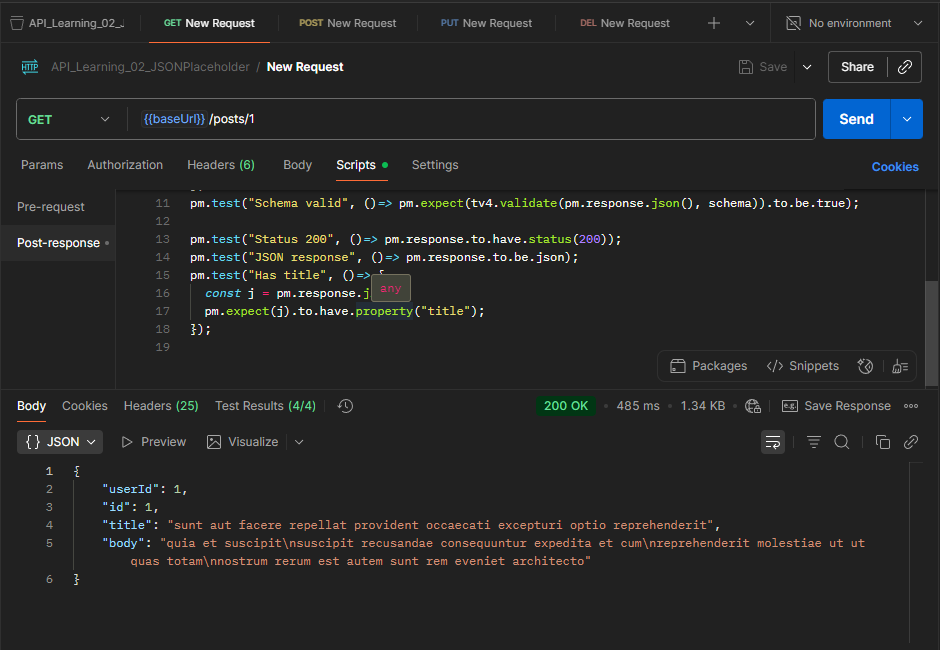 API_Learning_02_J
GET New Request
POST New Request
PUT New Request
DEL New Request
No environment
HTTP API_Learning_02_JSONPlaceholder / New Request
Save
Share
GET
{{baseUrl}} /posts/1
Send
Params Authorization Headers (6) Body Scripts Settings
Cookies
Pre-request
Post-response
11 pm.test("Schema valid", ()=> pm.expect(tv4.validate(pm.response.json(), schema)).to.be.true);
12
13 pm.test("Status 200", ()=> pm.response.to.have.status(200));
14 pm.test("JSON response", ()=> pm.response.to.be.json);
15 pm.test("Has title", ()=> {
16 const j = pm.response.j
any
17 pm.expect(j).to.have.property("title");
18 });
19
Packages </> Snippets
Body Cookies Headers (25) Test Results (4/4)
200 OK • 485 ms • 1.34 KB • e.g. Save Response
{} JSON Preview Visualize
1 {
2 "userId": 1,
3 "id": 1,
4 "title": "sunt aut facere repellat provident occaecati excepturi optio reprehenderit",
5 "body": "quia et suscipit\nsuscipit recusandae consequuntur expedita et cum\nreprehenderit molestiae ut ut
quas totam\nnostrum rerum est autem sunt rem eveniet architecto"
6 }